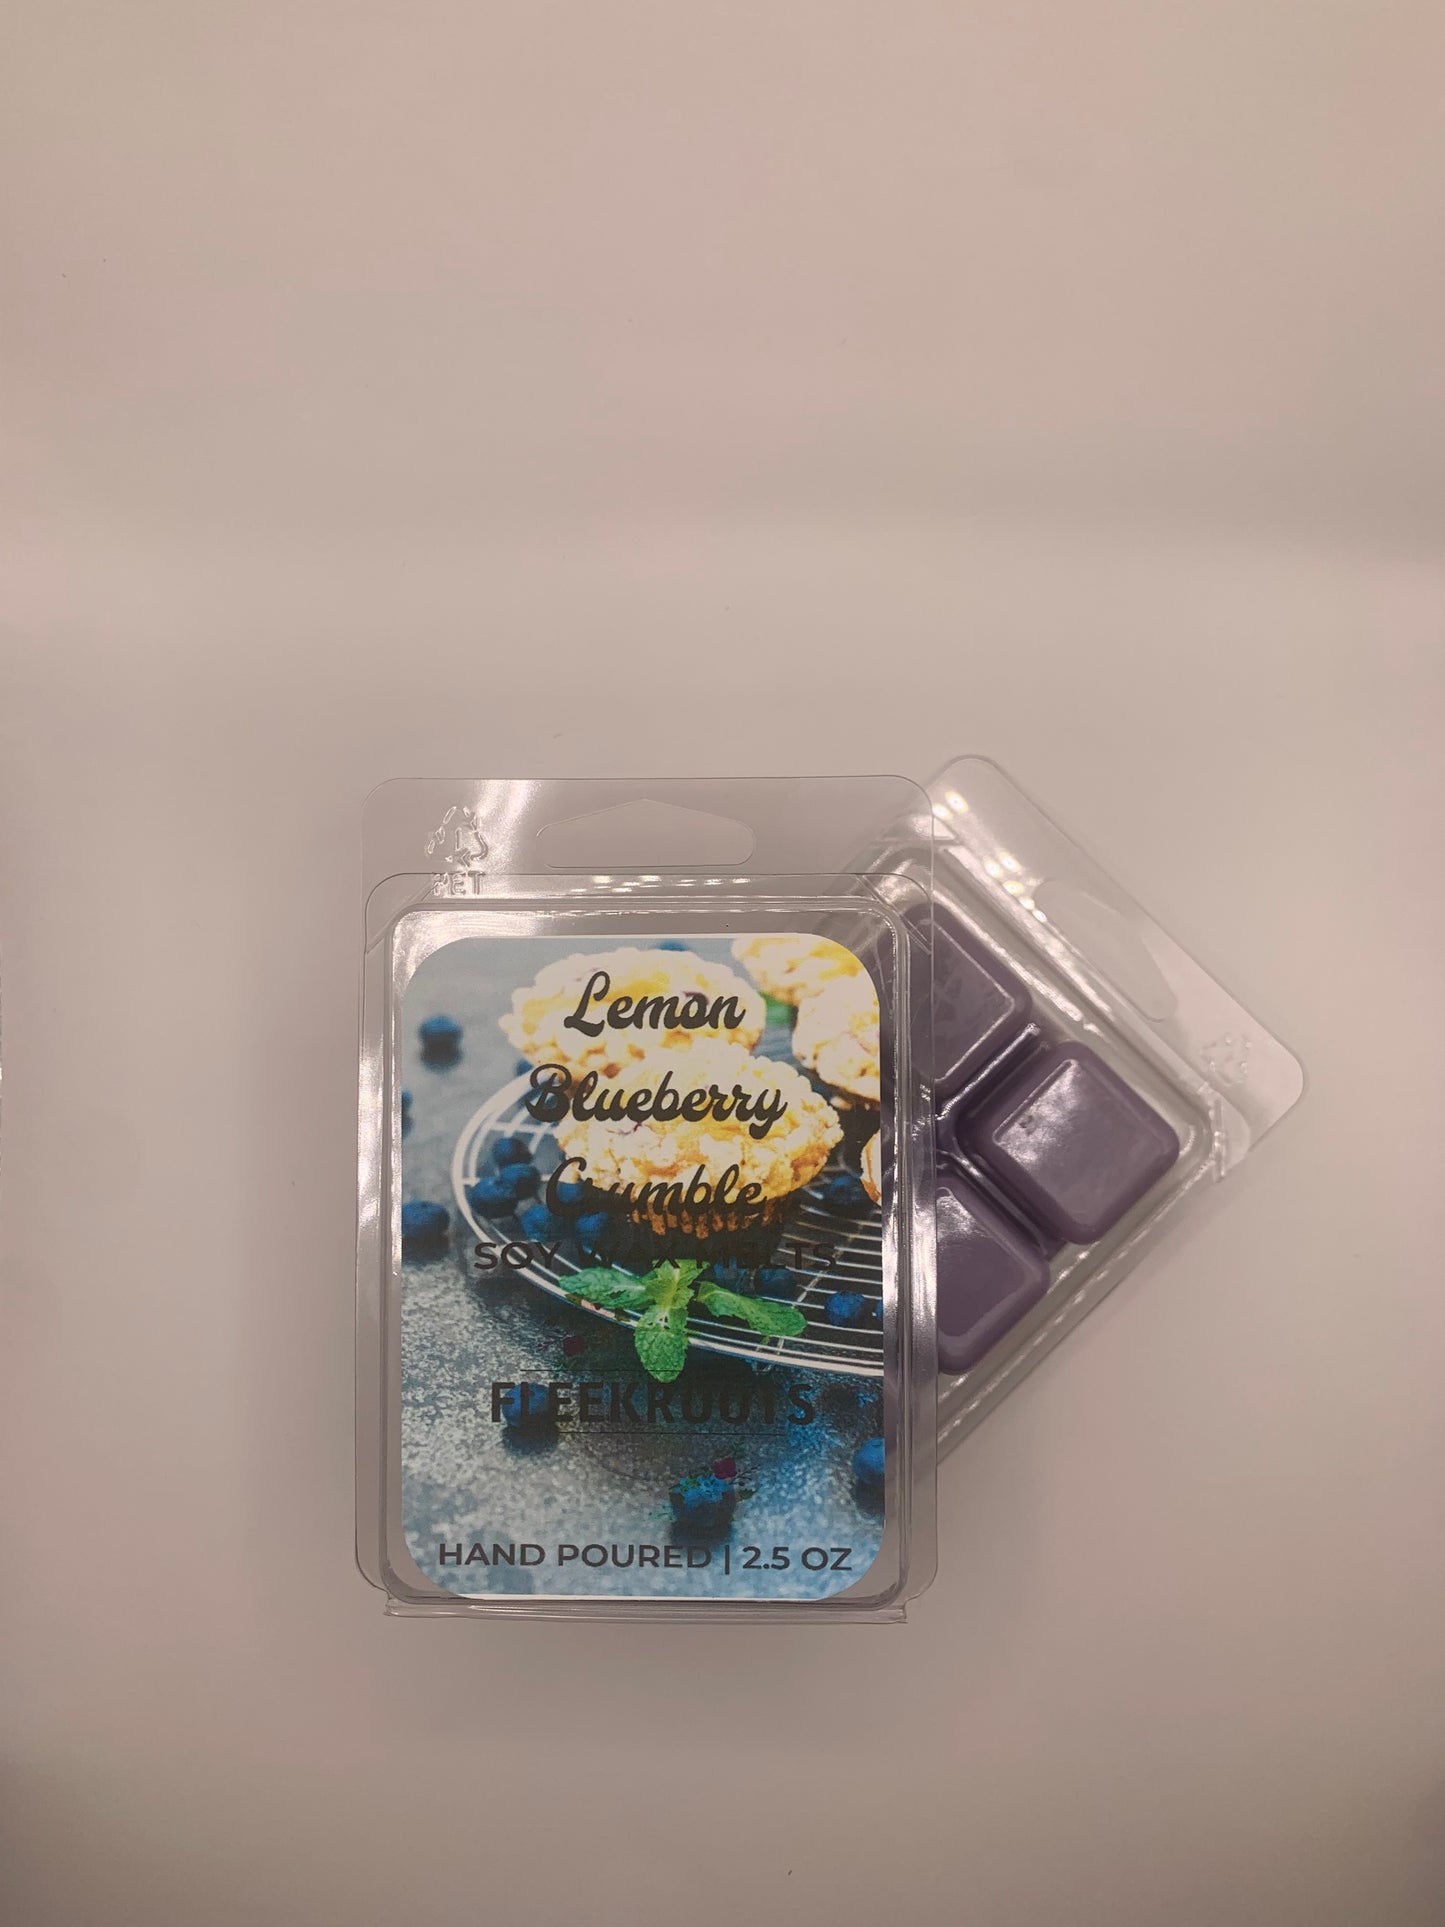 PET
Lemon
Blueberry
Crumble
SOY WAX MELTS
FLEEKROOTS
HAND POURED | 2.5 OZ